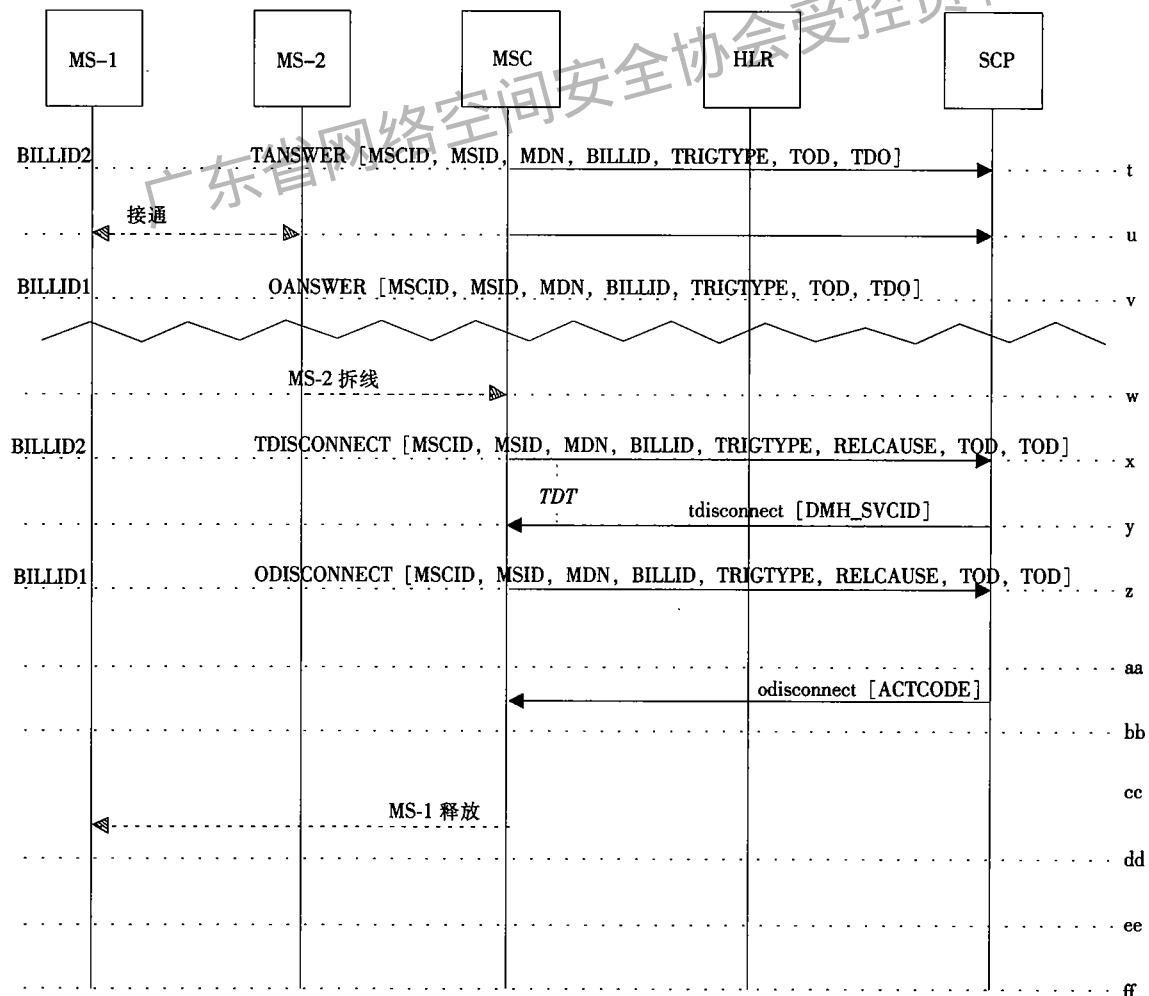 广东省网络空间安全协会受控资料
MS-1
MS-2
MSC
HLR
SCP
BILLID2
TANSWER [MSCID, MSID, MDN, BILLID, TRIGTYPE, TOD, TDO]
t
接通
u
BILLID1
OANSWER [MSCID, MSID, MDN, BILLID, TRIGTYPE, TOD, TDO]
v
MS-2 拆线
w
BILLID2
TDISCONNECT [MSCID, MSID, MDN, BILLID, TRIGTYPE, RELCAUSE, TOD, TOD]
x
TDT
tdisconnect [DMH_SVCID]
y
BILLID1
ODISCONNECT [MSCID, MSID, MDN, BILLID, TRIGTYPE, RELCAUSE, TOD, TOD]
z
aa
odisconnect [ACTCODE]
bb
cc
MS-1 释放
dd
ee
ff